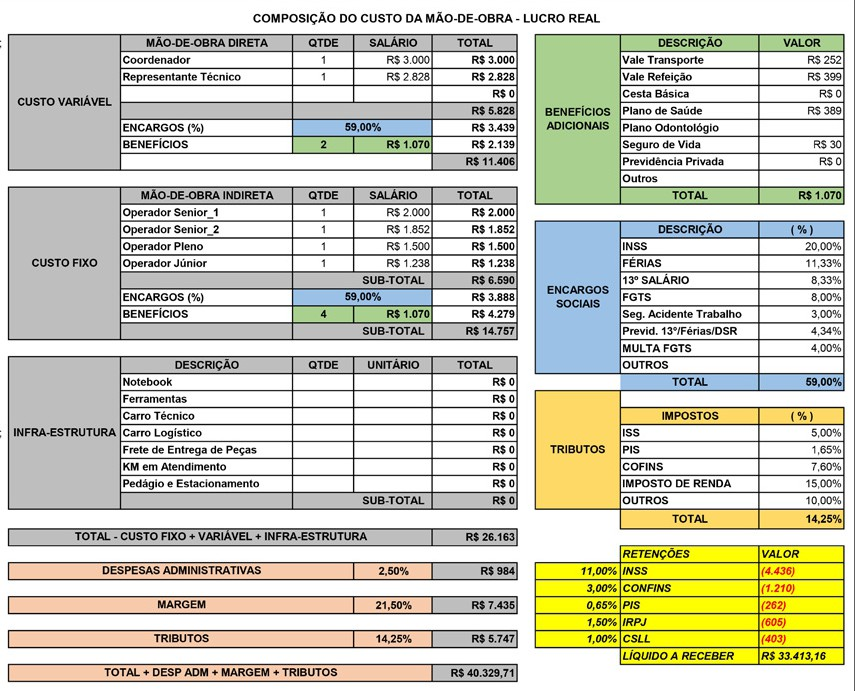 COMPOSIÇÃO DO CUSTO DA MÃO-DE-OBRA - LUCRO REAL
CUSTO VARIÁVEL
MÃO-DE-OBRA DIRETA QTDE SALÁRIO TOTAL
Coordenador 1 R$ 3.000 R$ 3.000
Representante Técnico 1 R$ 2.828 R$ 2.828
R$ 0
R$ 5.828
ENCARGOS (%) 59,00% R$ 3.439
BENEFÍCIOS 2 R$ 1.070 R$ 2.139
R$ 11.406
CUSTO FIXO
MÃO-DE-OBRA INDIRETA QTDE SALÁRIO TOTAL
Operador Senior_1 1 R$ 2.000 R$ 2.000
Operador Senior_2 1 R$ 1.852 R$ 1.852
Operador Pleno 1 R$ 1.500 R$ 1.500
Operador Júnior 1 R$ 1.238 R$ 1.238
SUB-TOTAL R$ 6.590
ENCARGOS (%) 59,00% R$ 3.888
BENEFÍCIOS 4 R$ 1.070 R$ 4.279
SUB-TOTAL R$ 14.757
INFRA-ESTRUTURA
DESCRIÇÃO QTDE UNITÁRIO TOTAL
Notebook R$ 0
Ferramentas R$ 0
Carro Técnico R$ 0
Carro Logístico R$ 0
Frete de Entrega de Peças R$ 0
KM em Atendimento R$ 0
Pedágio e Estacionamento R$ 0
SUB-TOTAL R$ 0
TOTAL - CUSTO FIXO + VARIÁVEL + INFRA-ESTRUTURA R$ 26.163
DESPESAS ADMINISTRATIVAS 2,50% R$ 984
MARGEM 21,50% R$ 7.435
TRIBUTOS 14,25% R$ 5.747
TOTAL + DESP ADM + MARGEM + TRIBUTOS R$ 40.329,71
BENEFÍCIOS
ADICIONAIS
DESCRIÇÃO VALOR
Vale Transporte R$ 252
Vale Refeição R$ 399
Cesta Básica R$ 0
Plano de Saúde R$ 389
Plano Odontológio
Seguro de Vida R$ 30
Previdência Privada R$ 0
Outros
TOTAL R$ 1.070
ENCARGOS
SOCIAIS
DESCRIÇÃO ( % )
INSS 20,00%
FÉRIAS 11,33%
13º SALÁRIO 8,33%
FGTS 8,00%
Seg. Acidente Trabalho 3,00%
Previd. 13º/Férias/DSR 4,34%
MULTA FGTS 4,00%
OUTROS
TOTAL 59,00%
TRIBUTOS
IMPOSTOS ( % )
ISS 5,00%
PIS 1,65%
COFINS 7,60%
IMPOSTO DE RENDA 15,00%
OUTROS 10,00%
TOTAL 14,25%
RETENÇÕES VALOR
11,00% INSS (4.436)
3,00% CONFINS (1.210)
0,65% PIS (262)
1,50% IRPJ (605)
1,00% CSLL (403)
LÍQUIDO A RECEBER R$ 33.413,16